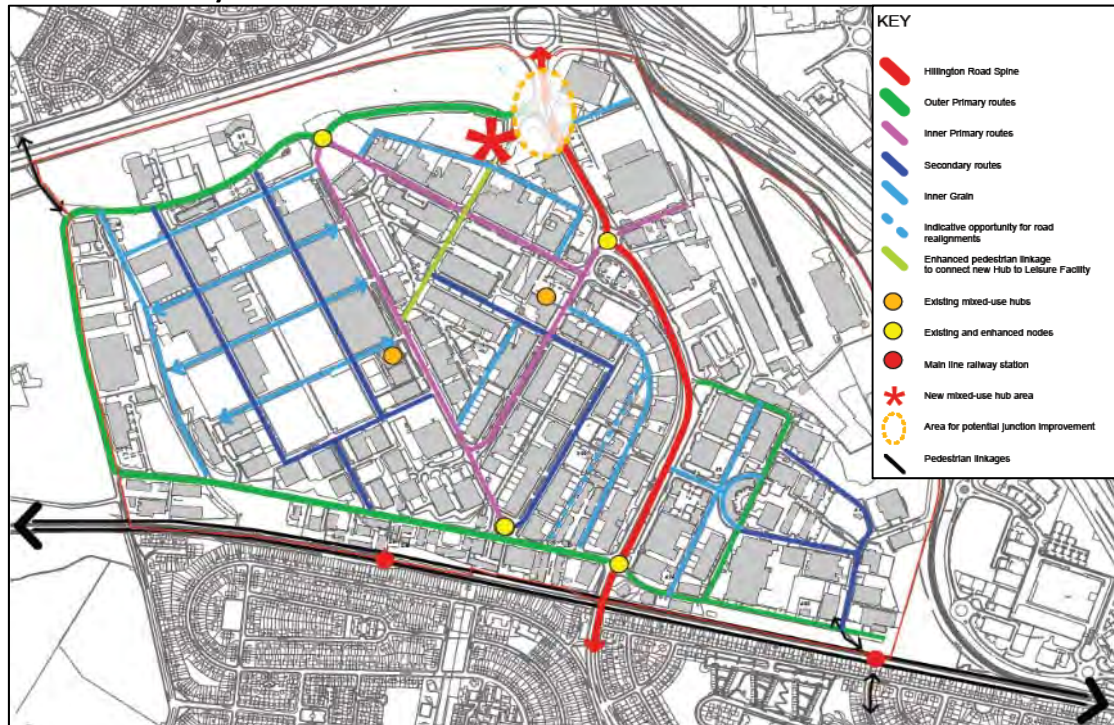 KEY
Hillington Road Spine
Outer Primary routes
Inner Primary routes
Secondary routes
Inner Grain
Indicative opportunity for road
realignments
Enhanced pedestrian linkage
to connect new Hub to Leisure Facility
Existing mixed-use hubs
Existing and enhanced nodes
Main line railway station
New mixed-use hub area
Area for potential junction improvement
Pedestrian linkages